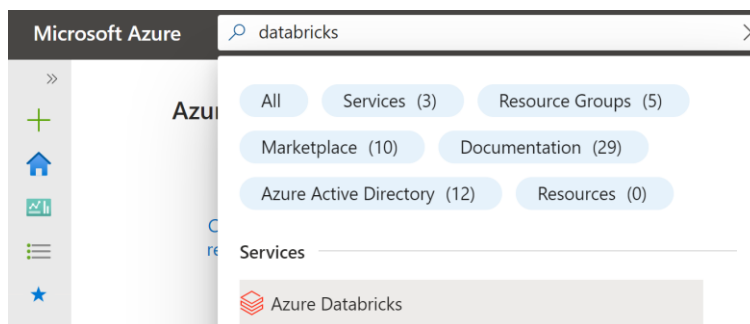 Microsoft Azure databricks
Azu
All Services (3) Resource Groups (5)
Marketplace (10) Documentation (29)
Azure Active Directory (12) Resources (0)
C
re
Services
Azure Databricks